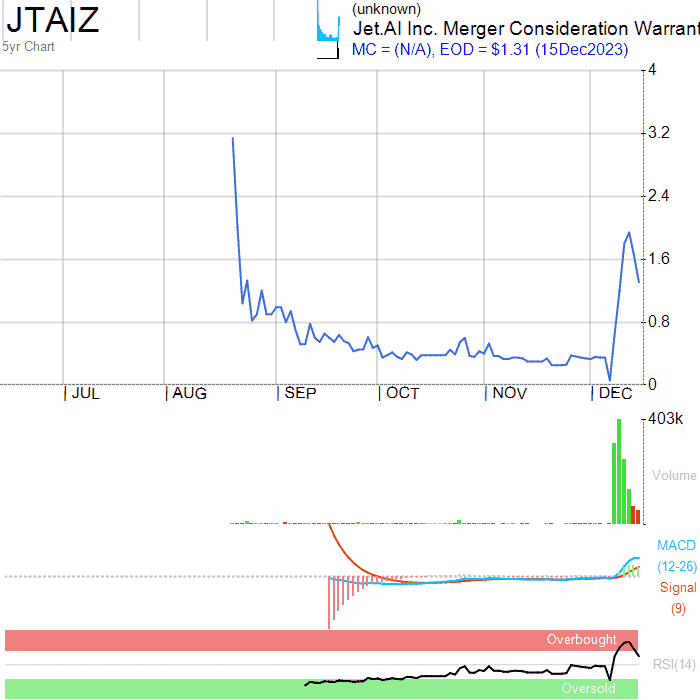 JTAIZ
(unknown)
Jet.AI Inc. Merger Consideration Warrant
5yr Chart
MC = (N/A), EOD = $1.31 (15Dec2023)
4
3.2
2.4
1.6
0.8
0
JUL AUG SEP OCT NOV DEC
403k
Volume
MACD
(12-26)
Signal
(9)
Overbought
RSI(14)
Oversold